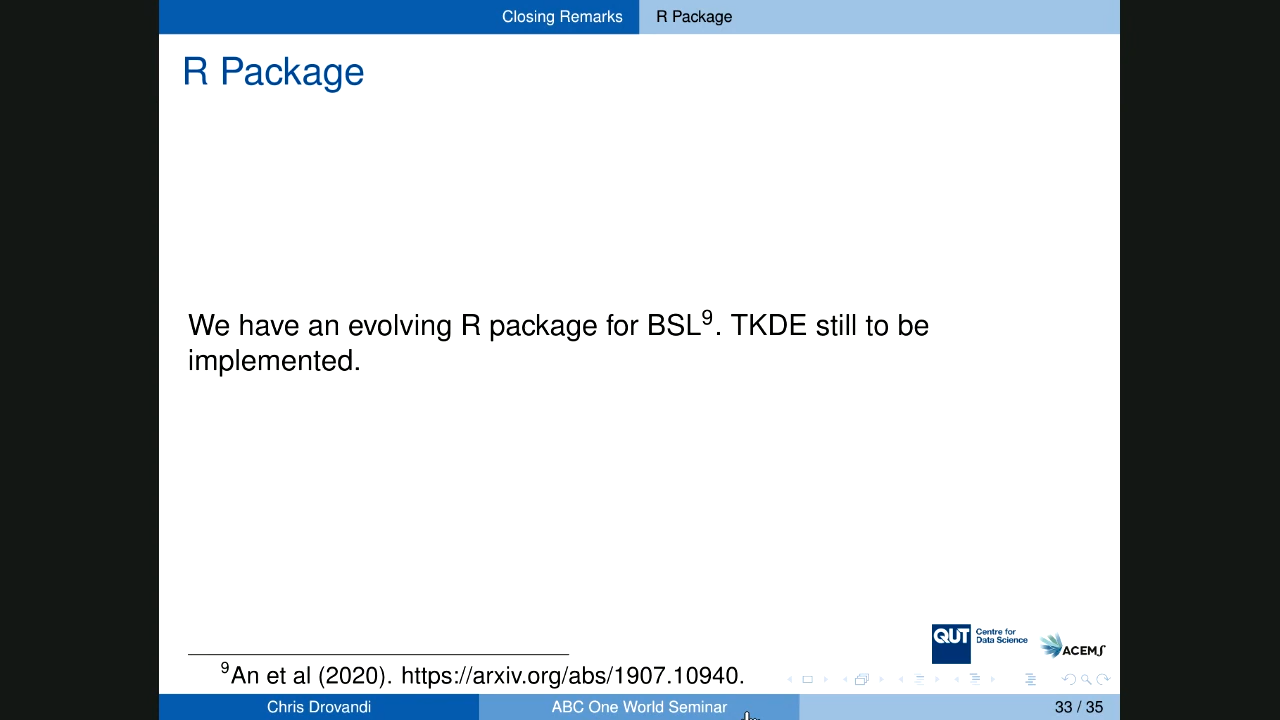 Closing Remarks R Package
R Package
We have an evolving R package for BSL⁹. TKDE still to be
implemented.
QUT Centre for
Data Science
ACEMS
⁹An et al (2020). https://arxiv.org/abs/1907.10940.
Chris Drovandi ABC One World Seminar 33 / 35